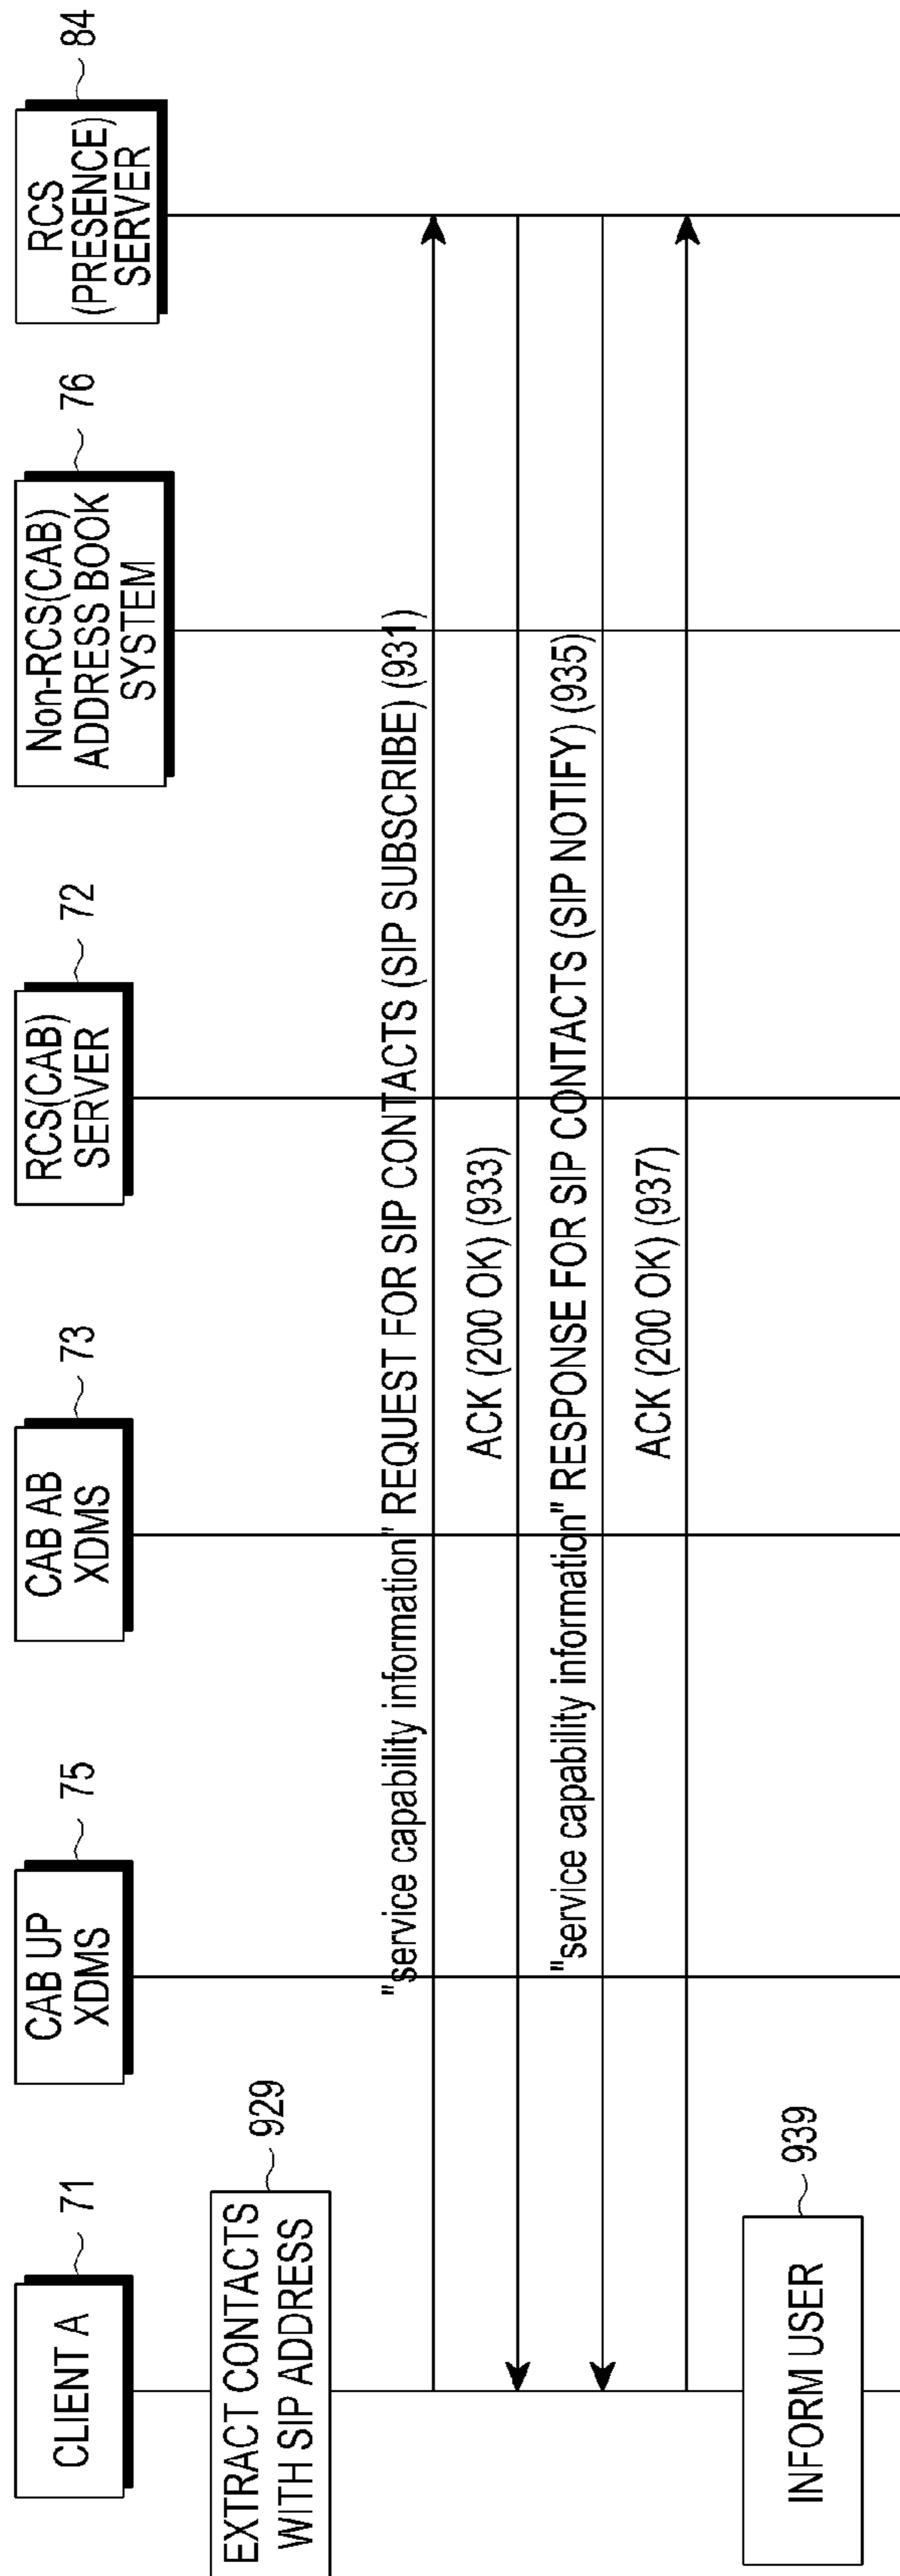 CLIENT A
71
CAB UP
XDMS
75
CAB AB
XDMS
73
RCS(CAB)
SERVER
72
Non-RCS(CAB)
ADDRESS BOOK
SYSTEM
76
RCS
(PRESENCE)
SERVER
84
EXTRACT CONTACTS
WITH SIP ADDRESS
929
"service capability information" REQUEST FOR SIP CONTACTS (SIP SUBSCRIBE) (931)
ACK (200 OK) (933)
"service capability information" RESPONSE FOR SIP CONTACTS (SIP NOTIFY) (935)
ACK (200 OK) (937)
INFORM USER
939